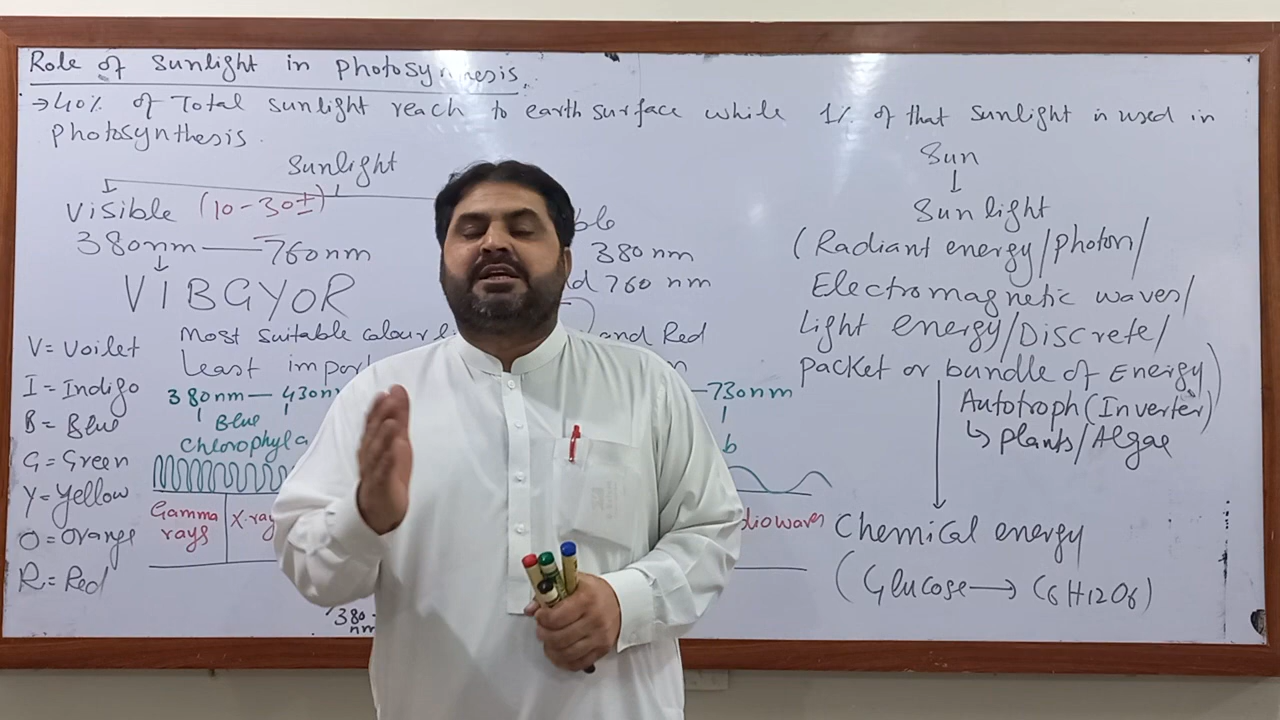 Role of Sunlight in photosynthesis.
→ 40% of Total sunlight reach to earth surface while 1% of that sunlight is used in
photosynthesis.
Sunlight
Visible (10-30±)
380nm — 760nm
VIBGYOR
380 nm
760 nm
V = Voilet
I = Indigo
B = Blue
G = Green
Y = Yellow
O = Orange
R = Red
Most suitable colour and Red
Least
380nm — 430nm
730nm
Blue
Chlorophyl a
b
Gamma
rays
380
nm
Sun
Sunlight
(Radiant energy/photon/
Electromagnetic waves/
Light energy/Discrete/
packet or bundle of Energy)
Autotroph (Inverter)
↳ plants/Algae
Chemical energy
(Glucose → C6H12O6)